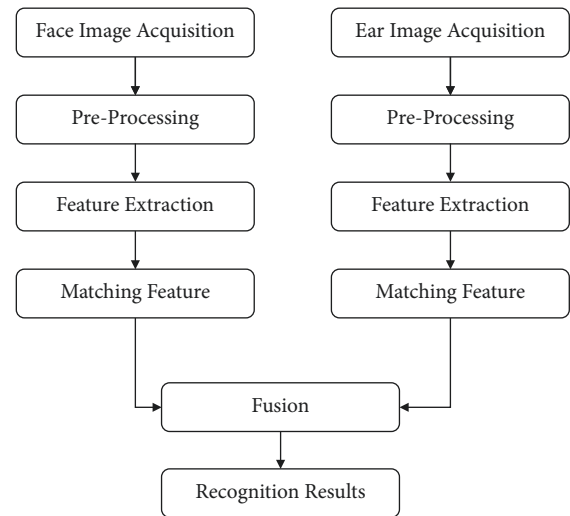 Face Image Acquisition
Ear Image Acquisition
Pre-Processing
Pre-Processing
Feature Extraction
Feature Extraction
Matching Feature
Matching Feature
Fusion
Recognition Results